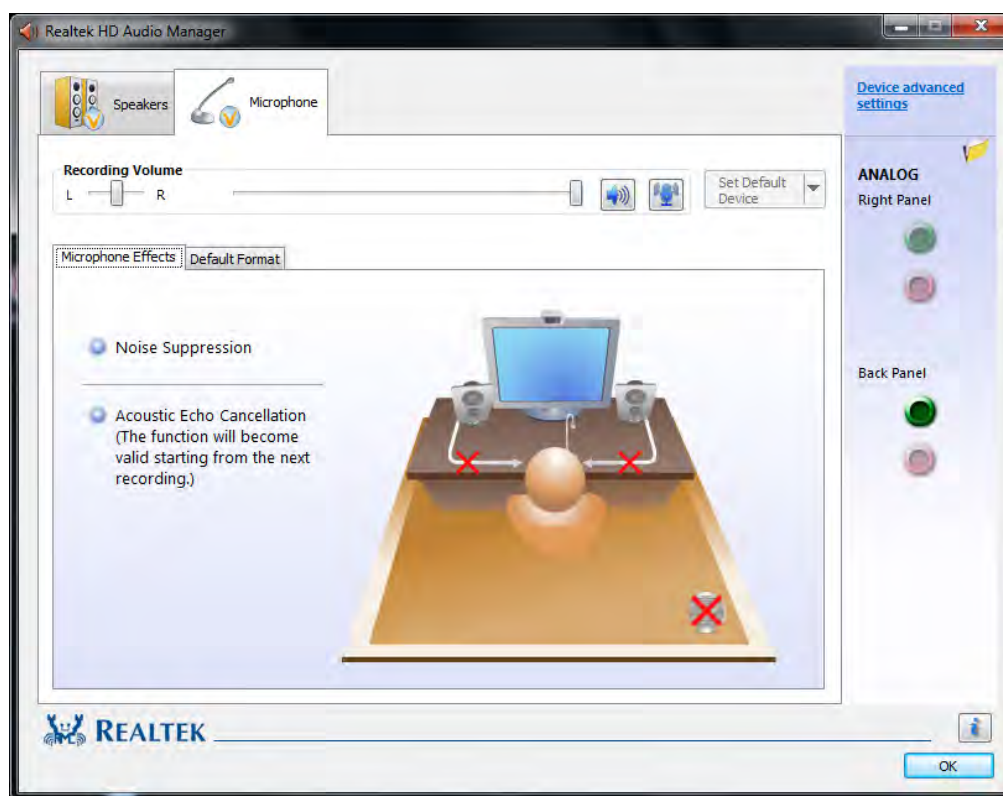 Realtek HD Audio Manager
Speakers
Microphone
Device advanced
settings
Recording Volume
L
R
Set Default
Device
ANALOG
Right Panel
Microphone Effects
Default Format
Noise Suppression
Acoustic Echo Cancellation
(The function will become
valid starting from the next
recording.)
Back Panel
REALTEK
i
OK